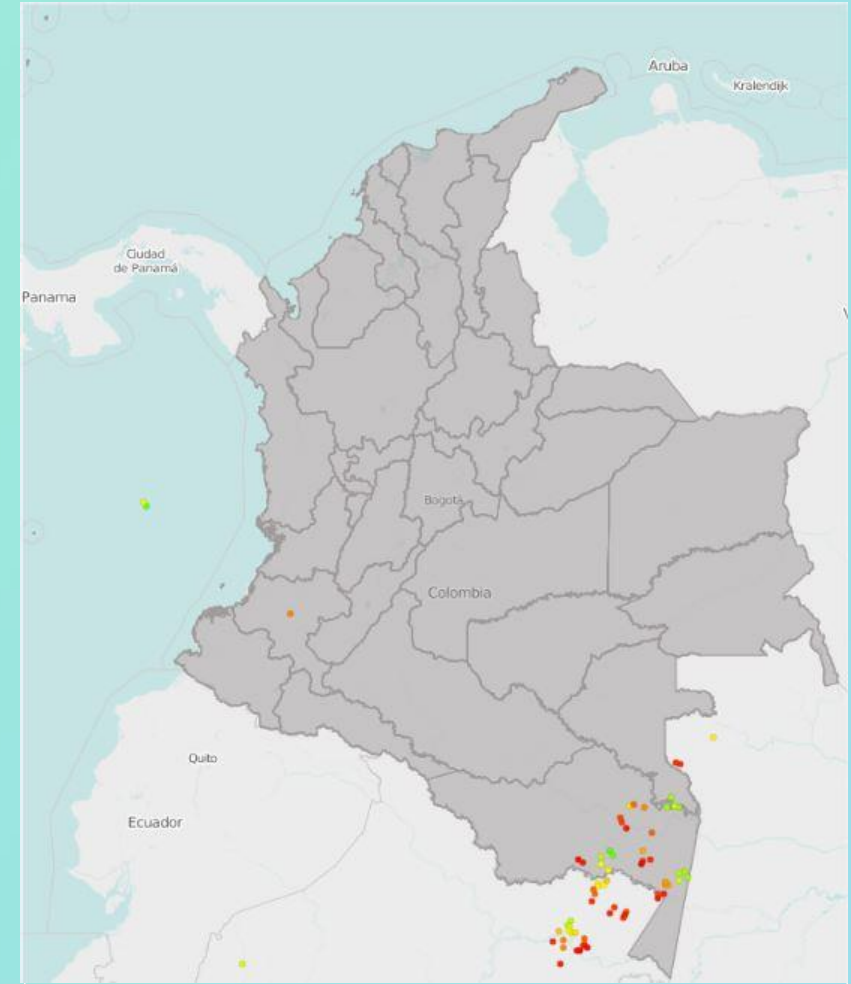 Aruba
Kralendijk
Ciudad
de Panamá
Panama
Bogotá
Colombia
Quito
Ecuador